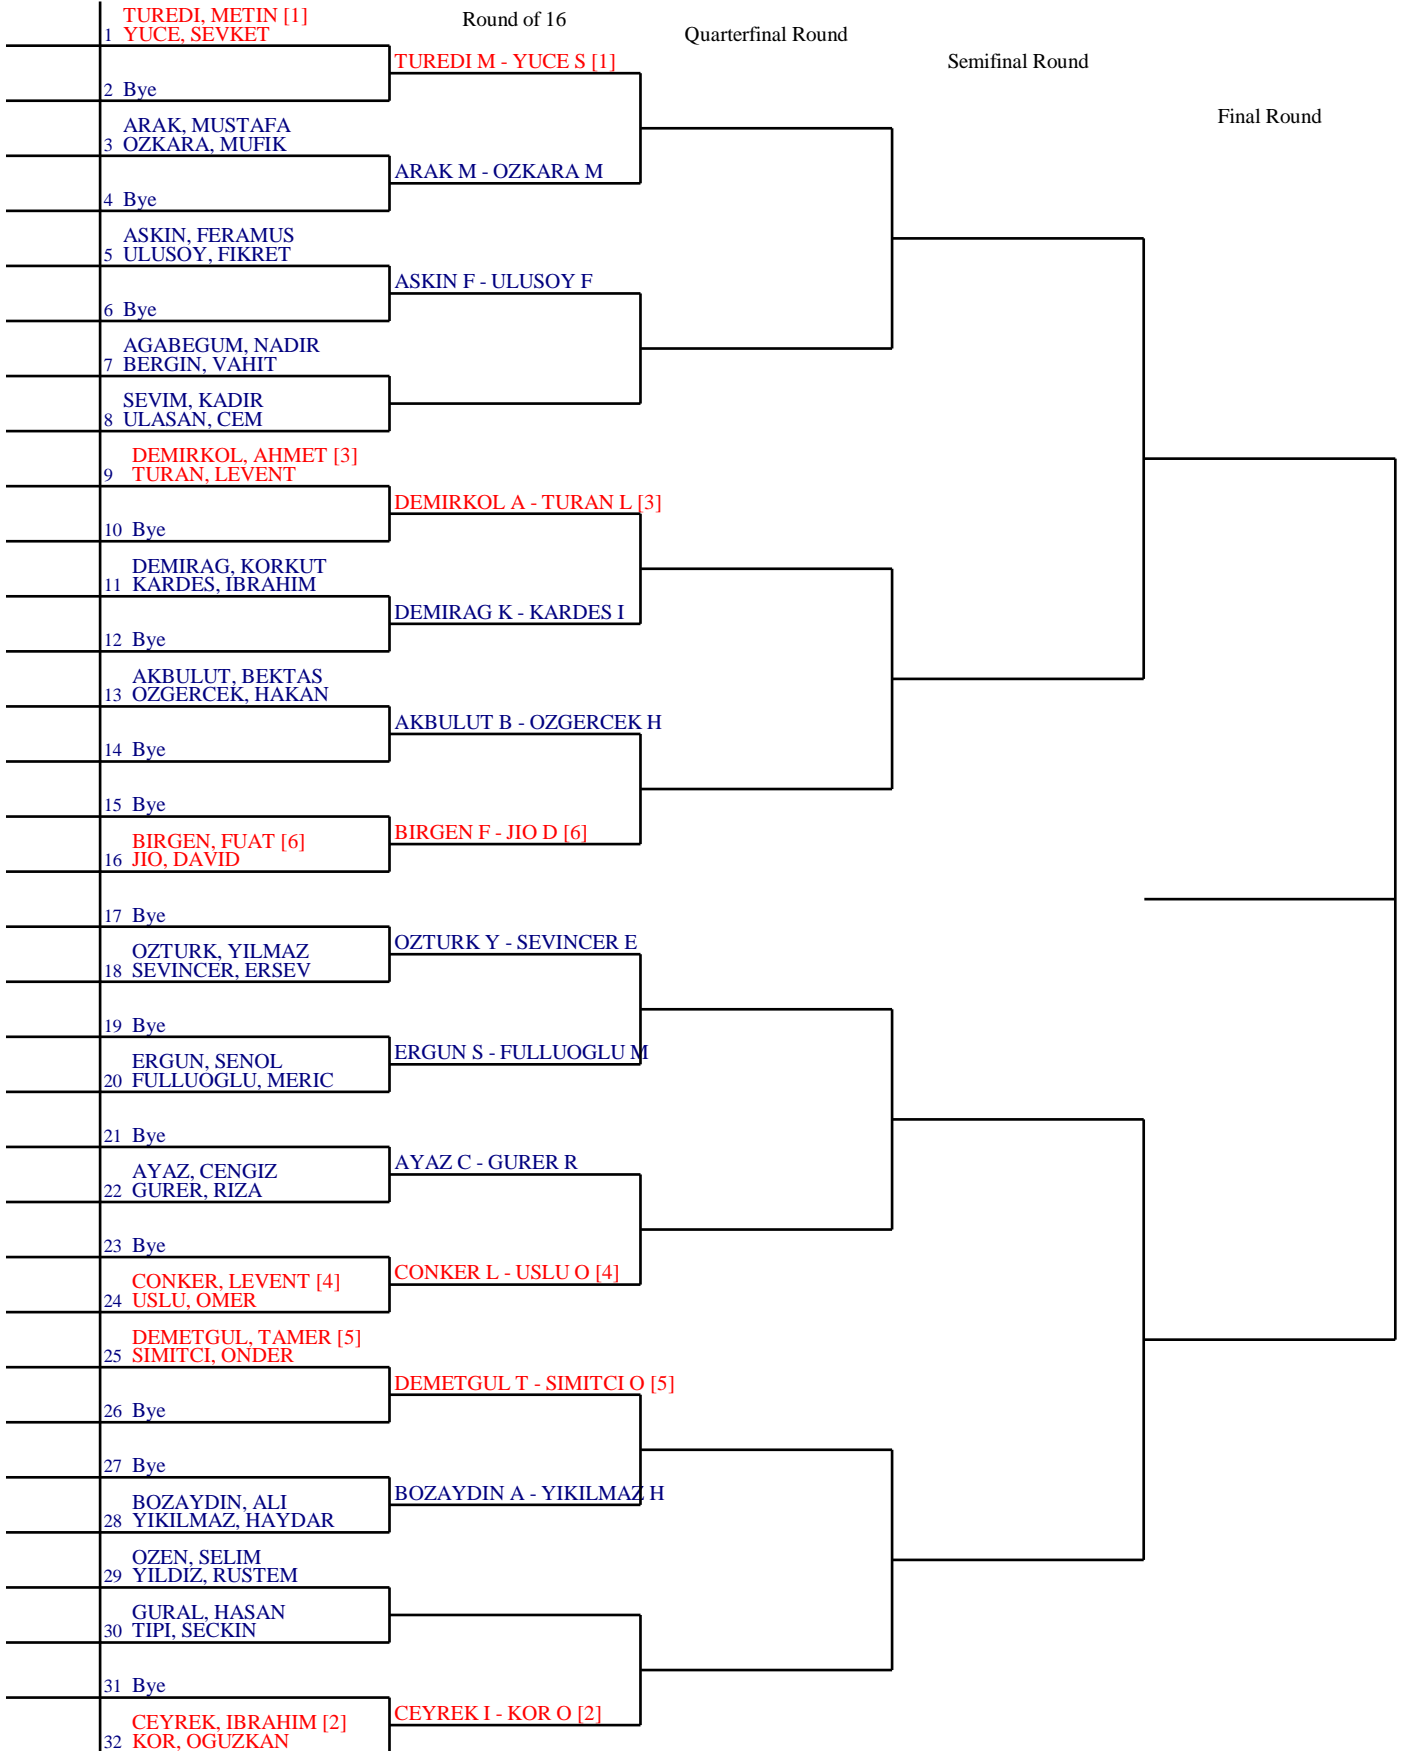 TUREDI, METIN [1]
1 YUCE, SEVKET
Round of 16
Quarterfinal Round
Semifinal Round
Final Round
TUREDI M - YUCE S [1]
2 Bye
ARAK, MUSTAFA
3 OZKARA, MUFIK
ARAK M - OZKARA M
4 Bye
ASKIN, FERAMUS
5 ULUSOY, FIKRET
ASKIN F - ULUSOY F
6 Bye
AGABEGUM, NADIR
7 BERGIN, VAHIT
SEVIM, KADIR
8 ULASAN, CEM
DEMIRKOL, AHMET [3]
9 TURAN, LEVENT
DEMIRKOL A - TURAN L [3]
10 Bye
DEMIRAG, KORKUT
11 KARDES, IBRAHIM
DEMIRAG K - KARDES I
12 Bye
AKBULUT, BEKTAS
13 OZGERCEK, HAKAN
AKBULUT B - OZGERCEK H
14 Bye
15 Bye
BIRGEN F - JIO D [6]
BIRGEN, FUAT [6]
16 JIO, DAVID
17 Bye
OZTURK Y - SEVINCER E
OZTURK, YILMAZ
18 SEVINCER, ERSEV
19 Bye
ERGUN S - FULLUOGLU M
ERGUN, SENOL
20 FULLUOGLU, MERIC
21 Bye
AYAZ C - GURER R
AYAZ, CENGIZ
22 GURER, RIZA
23 Bye
CONKER L - USLU O [4]
CONKER, LEVENT [4]
24 USLU, OMER
DEMETGUL, TAMER [5]
25 SIMITCI, ONDER
DEMETGUL T - SIMITCI O [5]
26 Bye
27 Bye
BOZAYDIN A - YIKILMAZ H
BOZAYDIN, ALI
28 YIKILMAZ, HAYDAR
OZEN, SELIM
29 YILDIZ, RUSTEM
GURAL, HASAN
30 TIPI, SECKIN
31 Bye
CEYREK I - KOR O [2]
CEYREK, IBRAHIM [2]
32 KOR, OGUZKAN